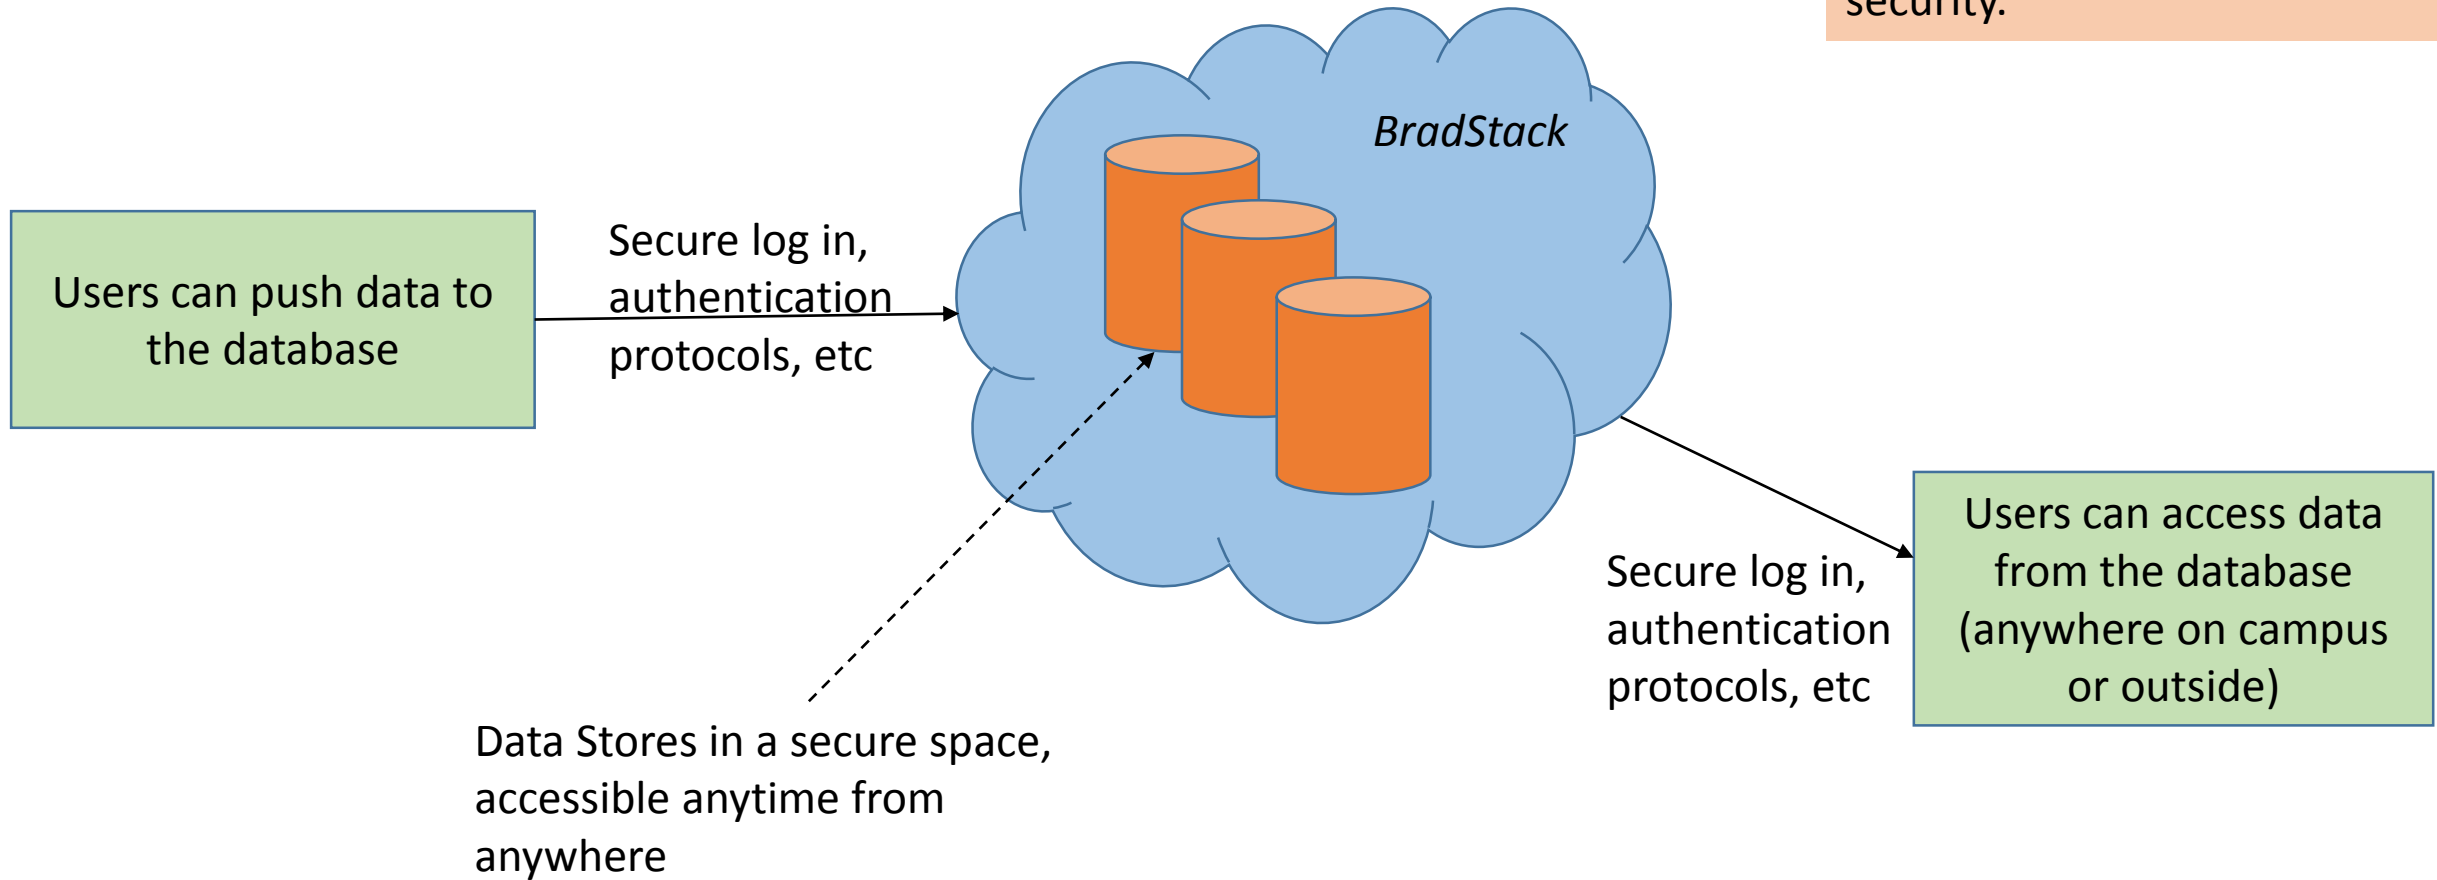 security.
BradStack
Secure log in,
authentication
protocols, etc
Users can push data to
the database
Secure log in,
authentication
protocols, etc
Users can access data
from the database
(anywhere on campus
or outside)
Data Stores in a secure space,
accessible anytime from
anywhere